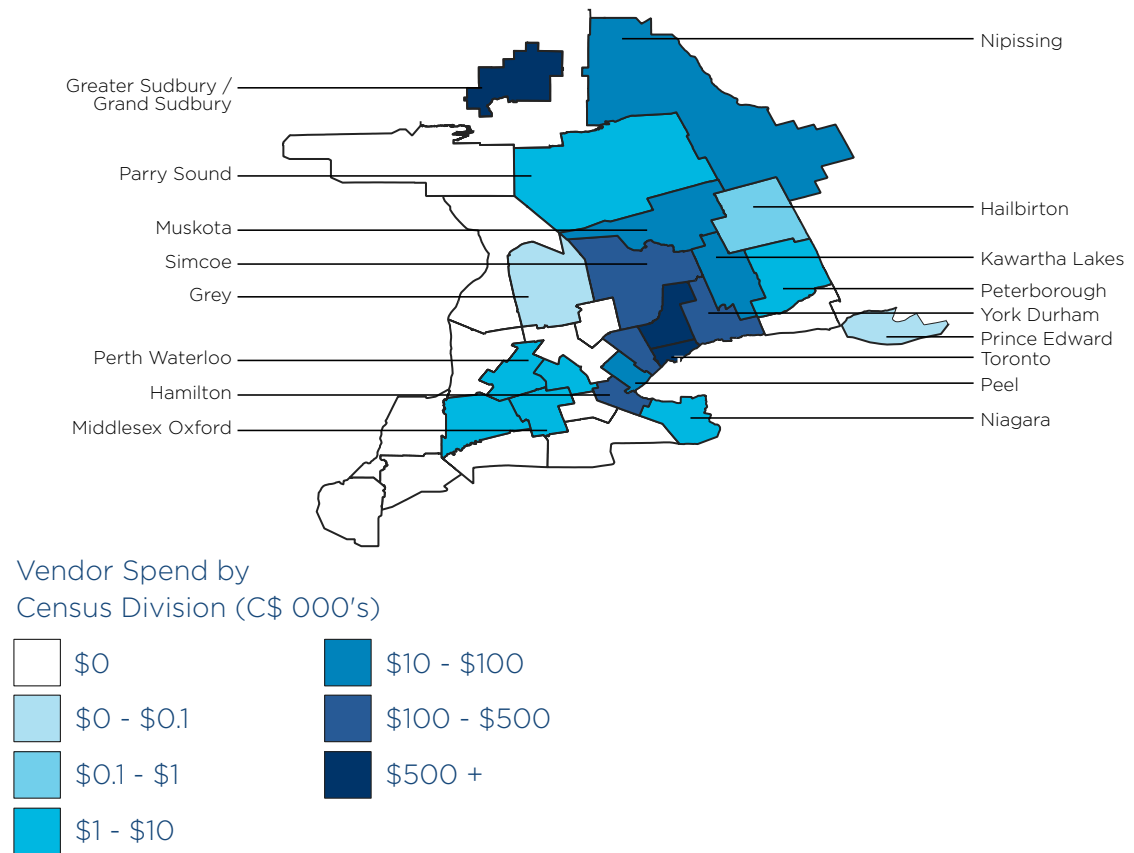 Greater Sudbury /
Grand Sudbury
Parry Sound
Muskota
Simcoe
Grey
Perth Waterloo
Hamilton
Middlesex Oxford
Nipissing
Hailbirton
Kawartha Lakes
Peterborough
York Durham
Prince Edward
Toronto
Peel
Niagara
Vendor Spend by
Census Division (C$ 000's)
$0
$0 - $0.1
$0.1 - $1
$1 - $10
$10 - $100
$100 - $500
$500 +